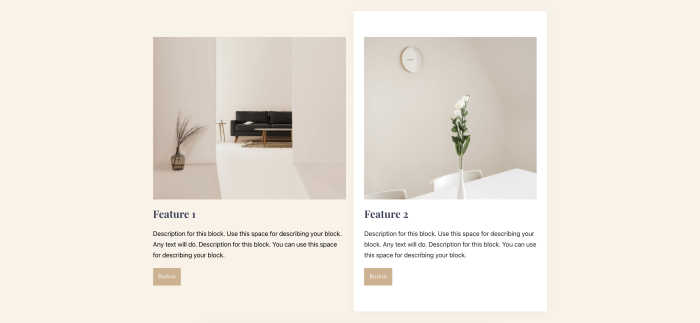 Feature 1
Description for this block. Use this space for describing your block.
Any text will do. Description for this block. You can use this space
for describing your block.
Button
Feature 2
Description for this block. Use this space for describing your
block. Any text will do. Description for this block. You can use
this space for describing your block.
Button